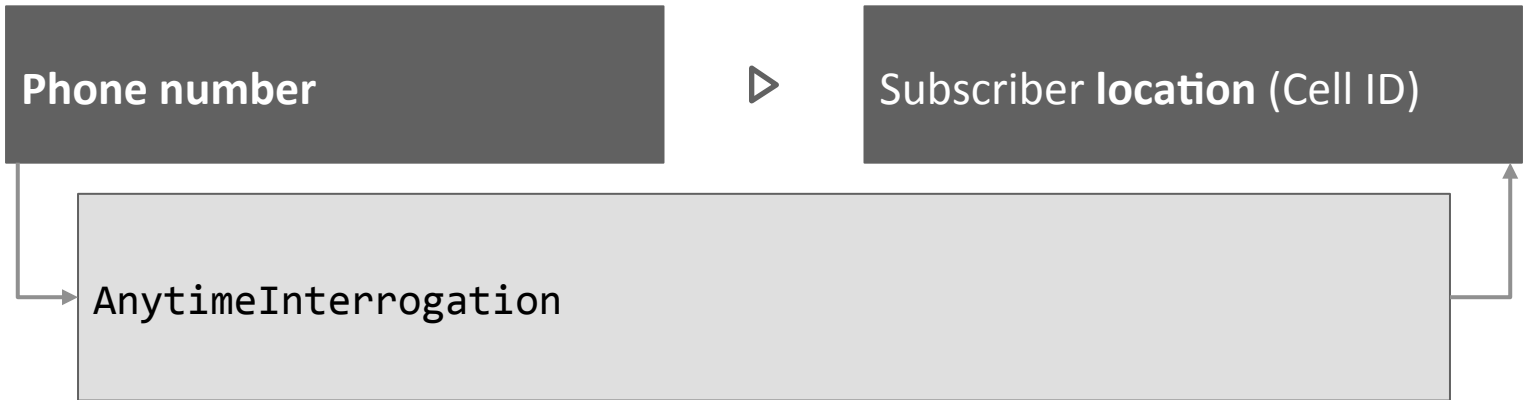 Phone number
Subscriber location (Cell ID)
AnytimeInterrogation